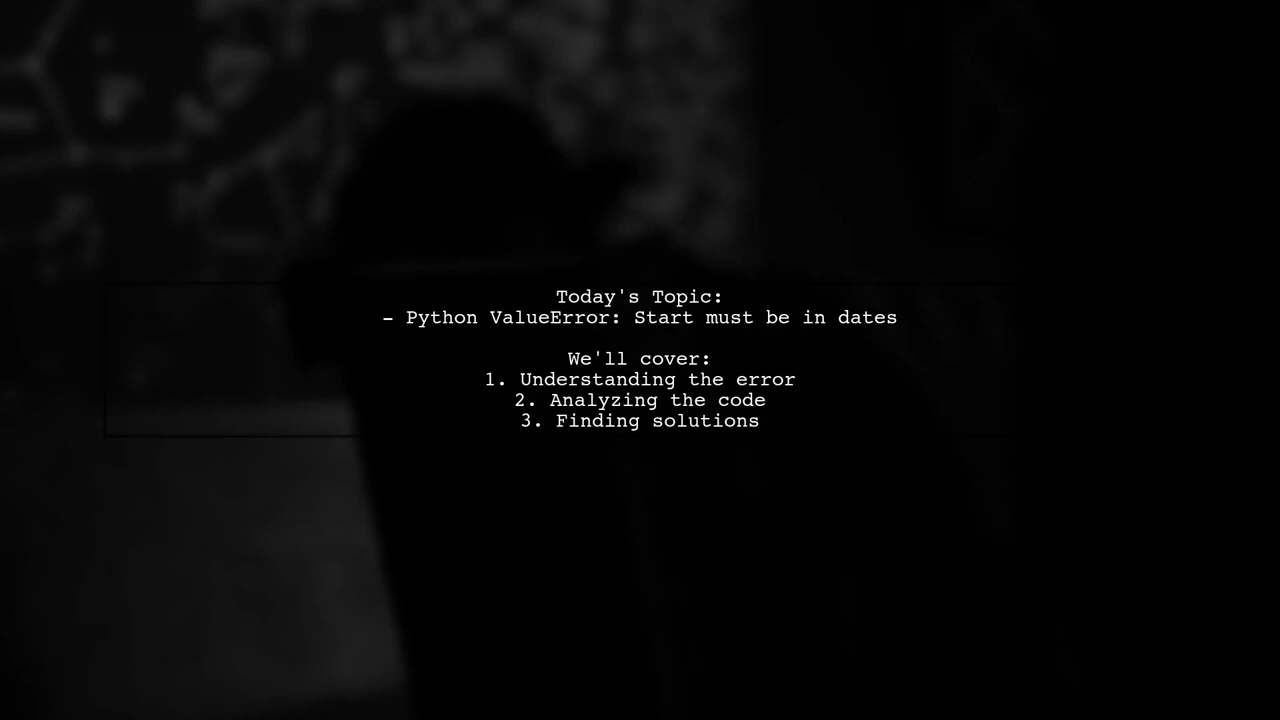 Today's Topic:
- Python ValueError: Start must be in dates
We'll cover:
1. Understanding the error
2. Analyzing the code
3. Finding solutions